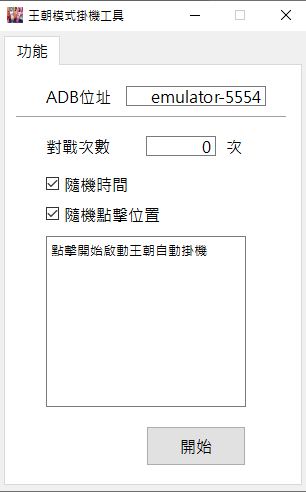 王朝模式掛機工具
功能
ADB位址 emulator-5554
對戰次數 0 次
隨機時間
隨機點擊位置
點擊開始啟動王朝自動掛機
開始